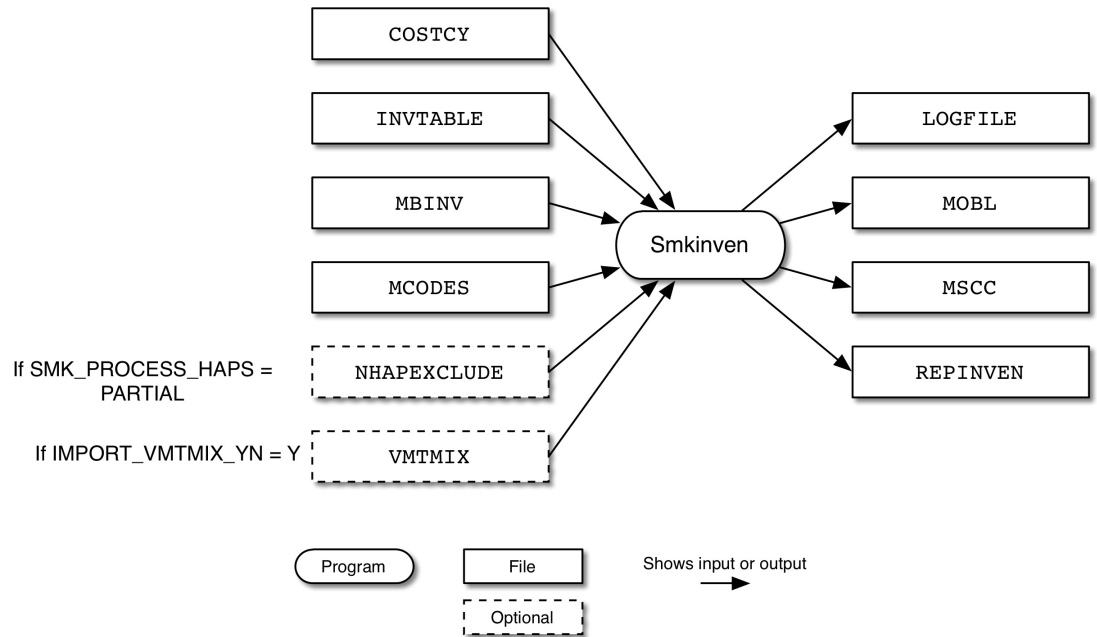 COSTCY
INVTABLE
LOGFILE
MBINV
MOBL
Smkinven
MCODES
MSCC
If SMK_PROCESS_HAPS =
PARTIAL
NHAPEXCLUDE
REPINVEN
If IMPORT_VMTMIX_YN = Y
VMTMIX
Program
File
Shows input or output
Optional